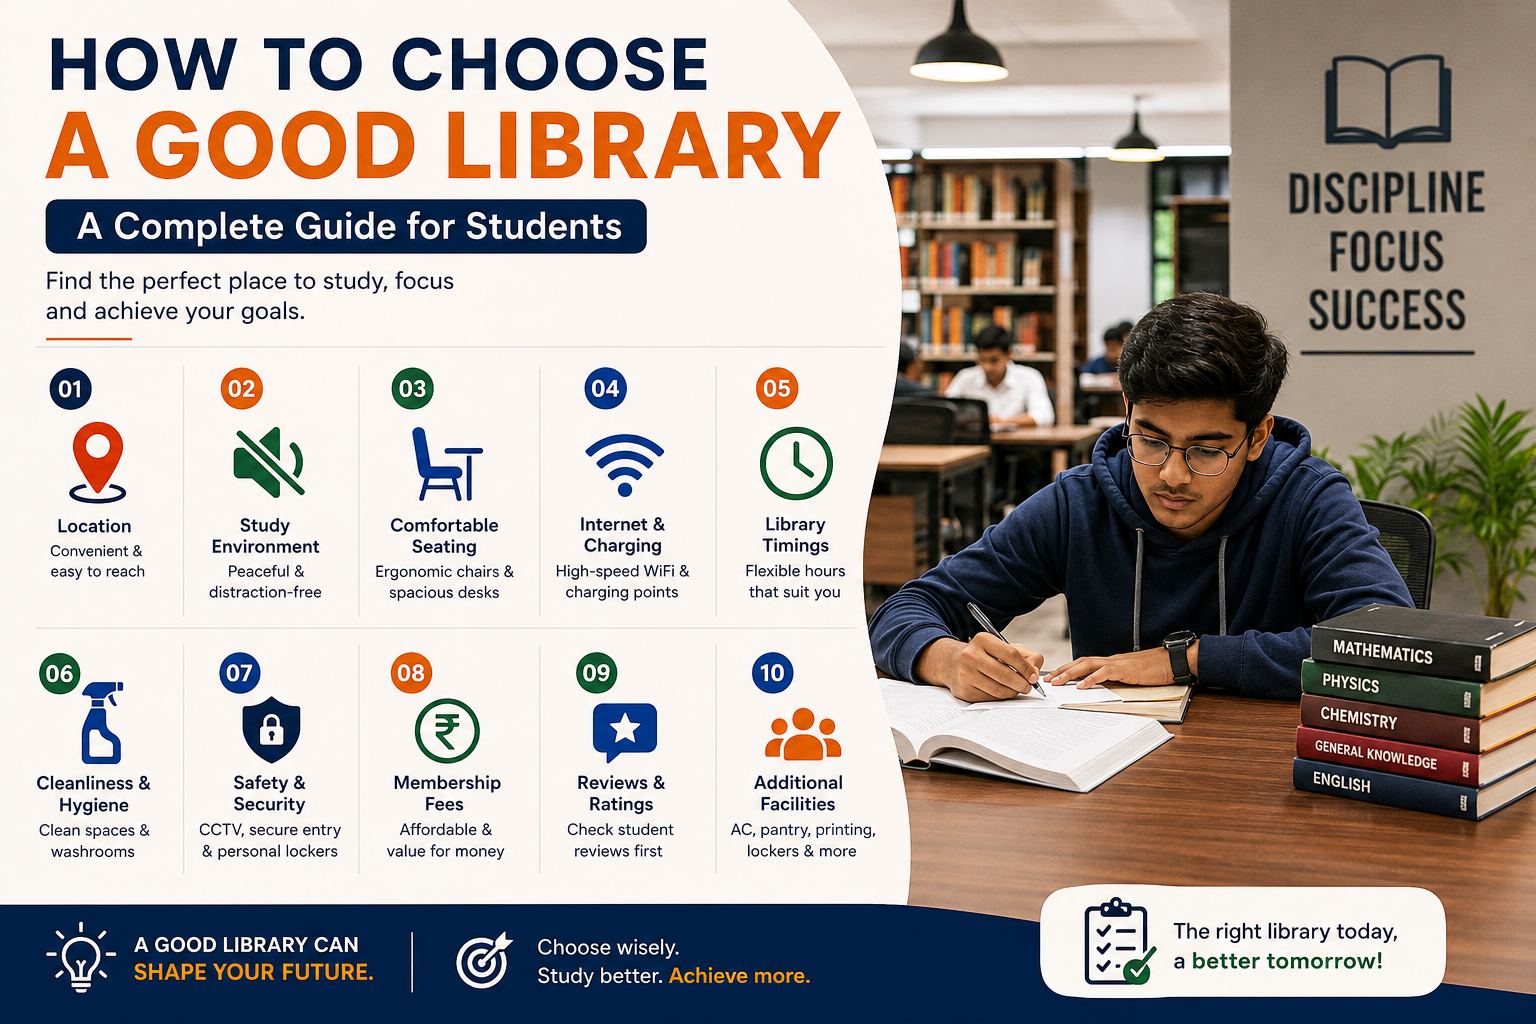 HOW TO CHOOSE
A GOOD LIBRARY
A Complete Guide for Students
Find the perfect place to study, focus
and achieve your goals.
01
Location
Convenient &
easy to reach
02
Study
Environment
Peaceful &
distraction-free
03
Comfortable
Seating
Ergonomic chairs &
spacious desks
04
Internet &
Charging
High-speed WiFi &
charging points
05
Library
Timings
Flexible hours
that suit you
06
Cleanliness &
Hygiene
Clean spaces &
washrooms
07
Safety &
Security
CCTV, secure entry
& personal lockers
08
₹
Membership
Fees
Affordable &
value for money
09
Reviews &
Ratings
Check student
reviews first
10
Additional
Facilities
AC, pantry, printing,
lockers & more
DISCIPLINE
FOCUS
SUCCESS
MATHEMATICS
PHYSICS
CHEMISTRY
GENERAL KNOWLEDGE
ENGLISH
A GOOD LIBRARY CAN
SHAPE YOUR FUTURE.
Choose wisely.
Study better. Achieve more.
The right library today,
a better tomorrow!